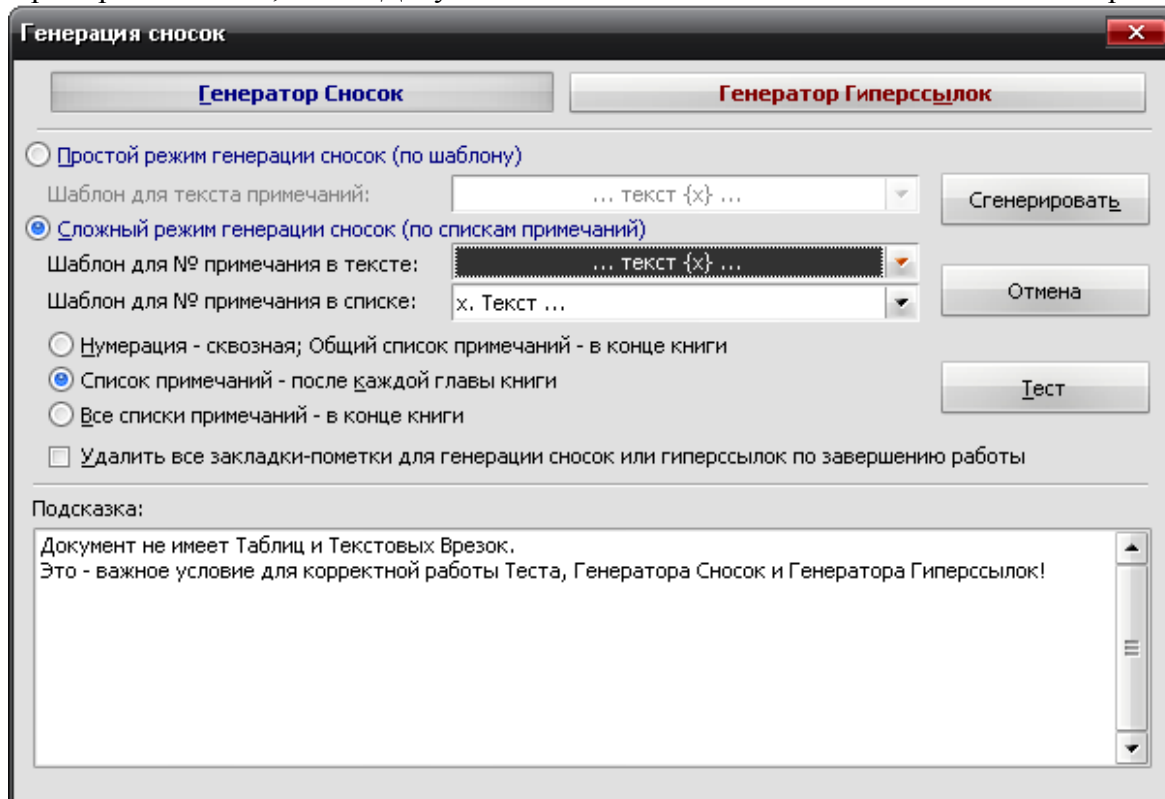 Генерация сносок
Генератор Сносок
Генератор Гиперссылок
Простой режим генерации сносок (по шаблону)
Шаблон для текста примечаний:
... текст {x} ...
Сгенерировать
Сложный режим генерации сносок (по спискам примечаний)
Шаблон для № примечания в тексте:
... текст {x} ...
Шаблон для № примечания в списке:
x. Текст ...
Отмена
Нумерация - сквозная; Общий список примечаний - в конце книги
Список примечаний - после каждой главы книги
Тест
Все списки примечаний - в конце книги
Удалить все закладки-пометки для генерации сносок или гиперссылок по завершению работы
Подсказка:
Документ не имеет Таблиц и Текстовых Врезок.
Это - важное условие для корректной работы Теста, Генератора Сносок и Генератора Гиперссылок!